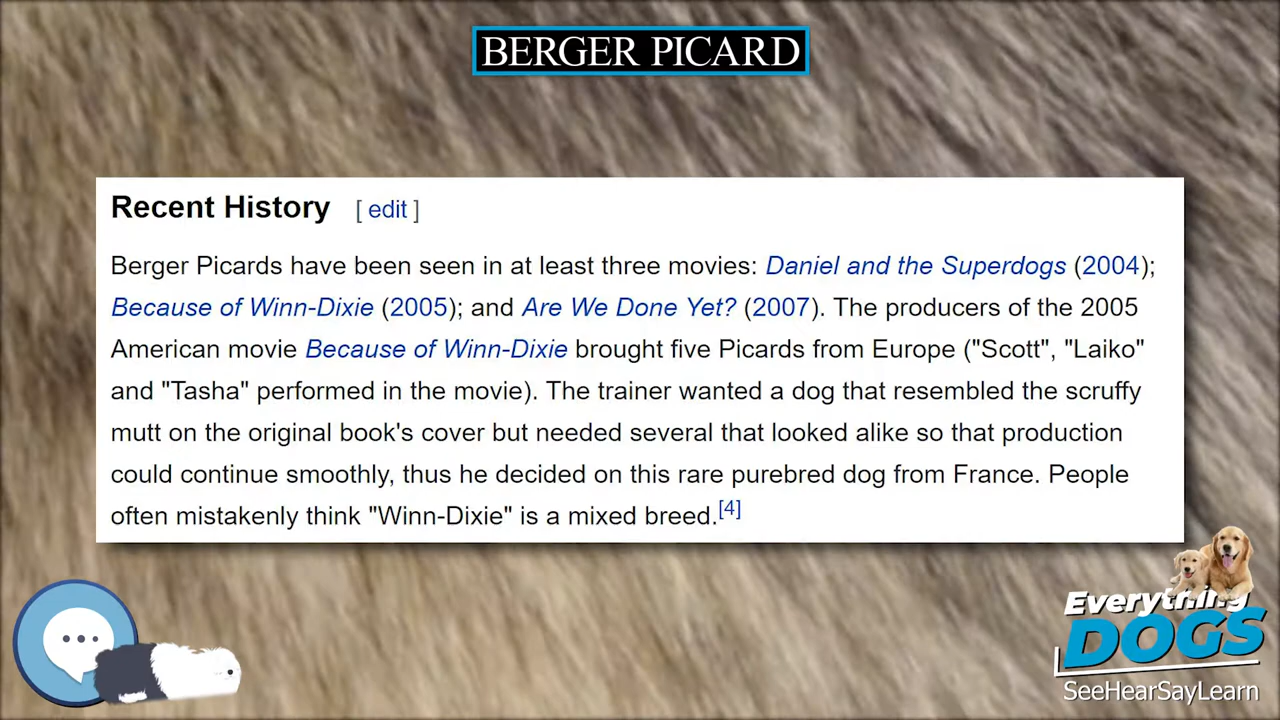 BERGER PICARD
Recent History [ edit ]
Berger Picards have been seen in at least three movies: Daniel and the Superdogs (2004);
Because of Winn-Dixie (2005); and Are We Done Yet? (2007). The producers of the 2005
American movie Because of Winn-Dixie brought five Picards from Europe ("Scott", "Laiko"
and "Tasha" performed in the movie). The trainer wanted a dog that resembled the scruffy
mutt on the original book's cover but needed several that looked alike so that production
could continue smoothly, thus he decided on this rare purebred dog from France. People
often mistakenly think "Winn-Dixie" is a mixed breed.[4]
Everything
DOGS
SeeHearSayLearn